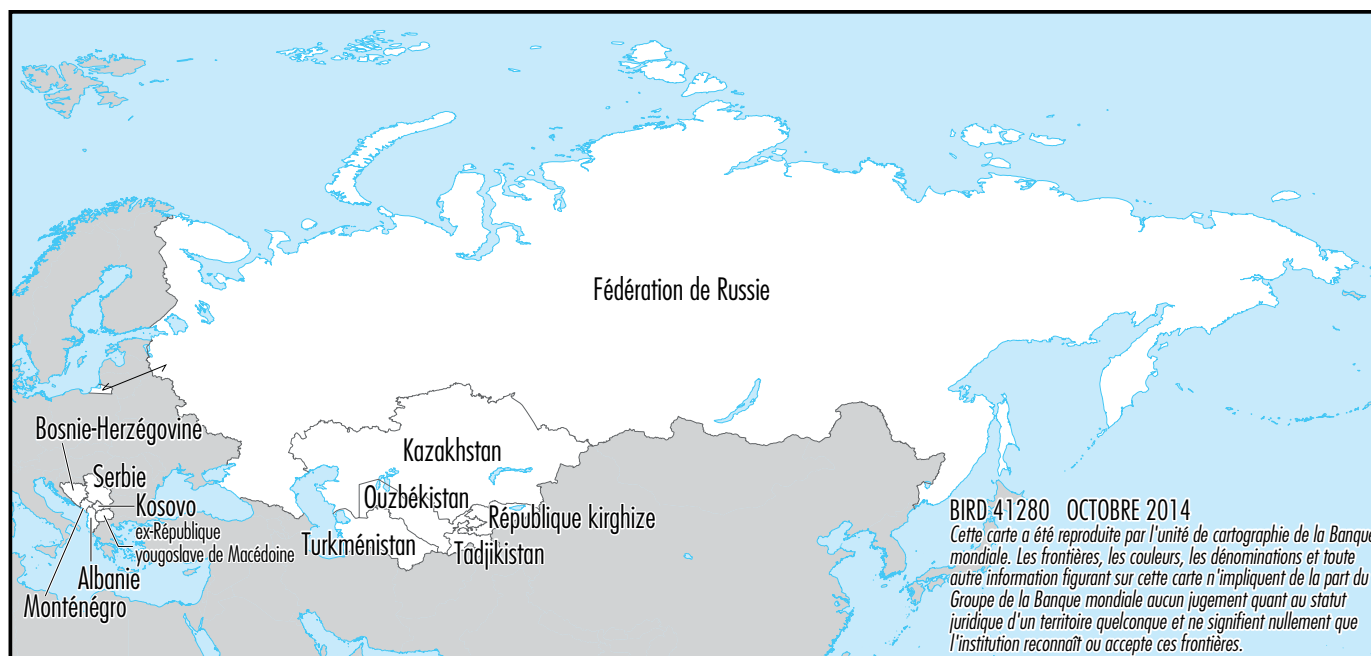 Fédération de Russie
Bosnie-Herzégovine
Kazakhstan
Serbie
Ouzbékistan
Kosovo
République kirghize
ex-République
yougoslave de Macédoine
Turkménistan
Tadjikistan
Albanie
Monténégro
BIRD 41280 OCTOBRE 2014
Cette carte a été reproduite par l'unité de cartographie de la Banque
mondiale. Les frontières, les couleurs, les dénominations et toute
autre information figurant sur cette carte n'impliquent de la part du
Groupe de la Banque mondiale aucun jugement quant au statut
juridique d'un territoire quelconque et ne signifient nullement que
l'institution reconnaît ou accepte ces frontières.